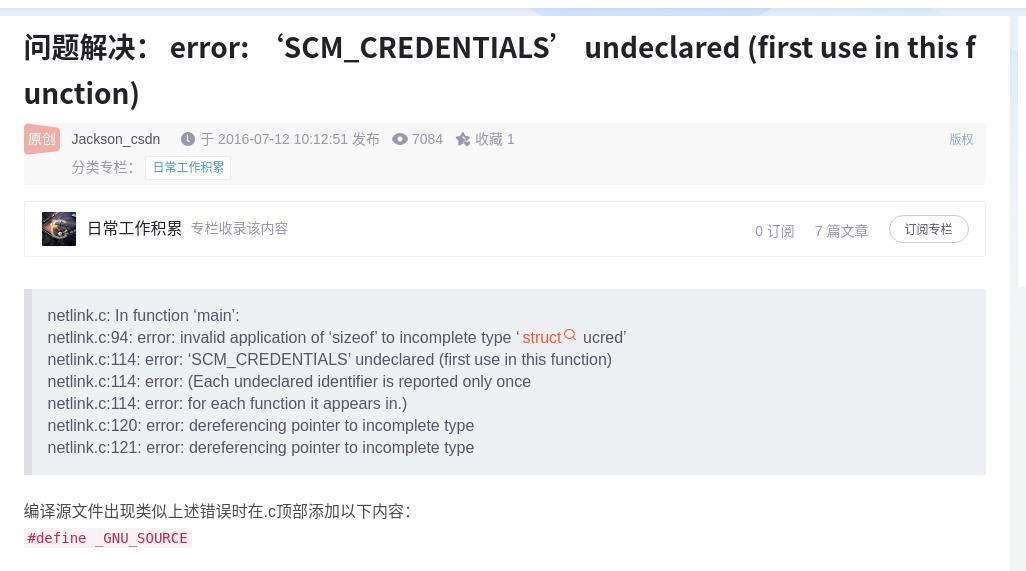 问题解决： error: ‘SCM_CREDENTIALS’ undeclared (first use in this f
unction)
原创 Jackson_csdn 于 2016-07-12 10:12:51 发布 7084 收藏 1 版权
分类专栏： 日常工作积累
日常工作积累 专栏收录该内容 0 订阅 7 篇文章 订阅专栏
netlink.c: In function ‘main’:
netlink.c:94: error: invalid application of ‘sizeof’ to incomplete type ‘ struct ucred’
netlink.c:114: error: ‘SCM_CREDENTIALS’ undeclared (first use in this function)
netlink.c:114: error: (Each undeclared identifier is reported only once
netlink.c:114: error: for each function it appears in.)
netlink.c:120: error: dereferencing pointer to incomplete type
netlink.c:121: error: dereferencing pointer to incomplete type
编译源文件出现类似上述错误时在.c顶部添加以下内容：
#define _GNU_SOURCE